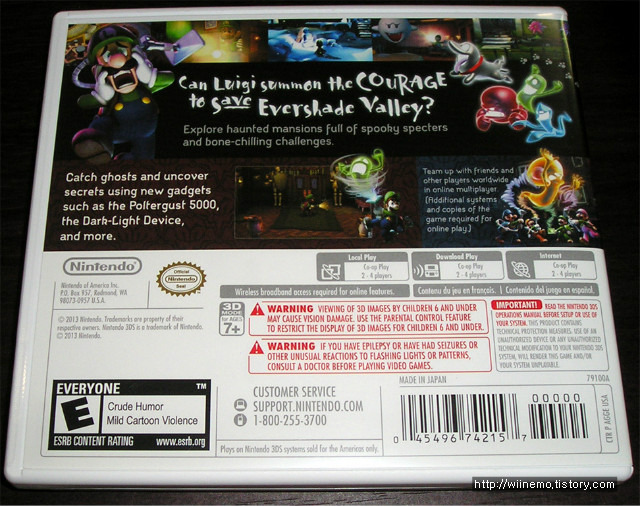 Can Luigi summon the COURAGE
to save Evershade Valley?
Explore haunted mansions full of spooky specters
and bone-chilling challenges.
Catch ghosts and uncover
secrets using new gadgets
such as the Poltergust 5000,
the Dark-Light Device,
and more.
Team up with friends and
other players worldwide
in online multiplayer.
(Additional systems
and copies of the
game required for
online play.)
Local Play
Co-op Play
2 - 4 players
Download Play
Co-op Play
2 - 4 players
Internet
Co-op Play
2 - 4 players
Wireless broadband access required for online features.
Contenu du jeu en français.
Contenido del juego en español.
Nintendo
Official
Nintendo
Seal
Nintendo of America Inc.
P.O. Box 957, Redmond, WA
98073-0957 U.S.A.
© 2013 Nintendo. Trademarks are property of their
respective owners. Nintendo 3DS is a trademark of Nintendo.
© 2013 Nintendo.
3D
MODE
FOR AGES
7+
WARNING VIEWING OF 3D IMAGES BY CHILDREN 6 AND UNDER
MAY CAUSE VISION DAMAGE. USE THE PARENTAL CONTROL FEATURE
TO RESTRICT THE DISPLAY OF 3D IMAGES FOR CHILDREN 6 AND UNDER.
WARNING IF YOU HAVE EPILEPSY OR HAVE HAD SEIZURES OR
OTHER UNUSUAL REACTIONS TO FLASHING LIGHTS OR PATTERNS,
CONSULT A DOCTOR BEFORE PLAYING VIDEO GAMES.
IMPORTANT! READ THE NINTENDO 3DS
OPERATIONS MANUAL BEFORE SETUP OR USE OF
YOUR SYSTEM. THIS PRODUCT CONTAINS
TECHNICAL PROTECTION MEASURES. USE OF AN
UNAUTHORIZED DEVICE OR ANY UNAUTHORIZED
TECHNICAL MODIFICATION TO YOUR NINTENDO 3DS
SYSTEM, WILL RENDER THIS GAME AND/OR
YOUR SYSTEM UNPLAYABLE.
MADE IN JAPAN
79100A
EVERYONE
TM
E
Crude Humor
Mild Cartoon Violence
ESRB CONTENT RATING www.esrb.org
CUSTOMER SERVICE
SUPPORT.NINTENDO.COM
1-800-255-3700
Plays on Nintendo 3DS systems sold for the Americas only.
0 45496 74215 7
00000
CTR P AGGE USA
http://wiinemo.tistory.com